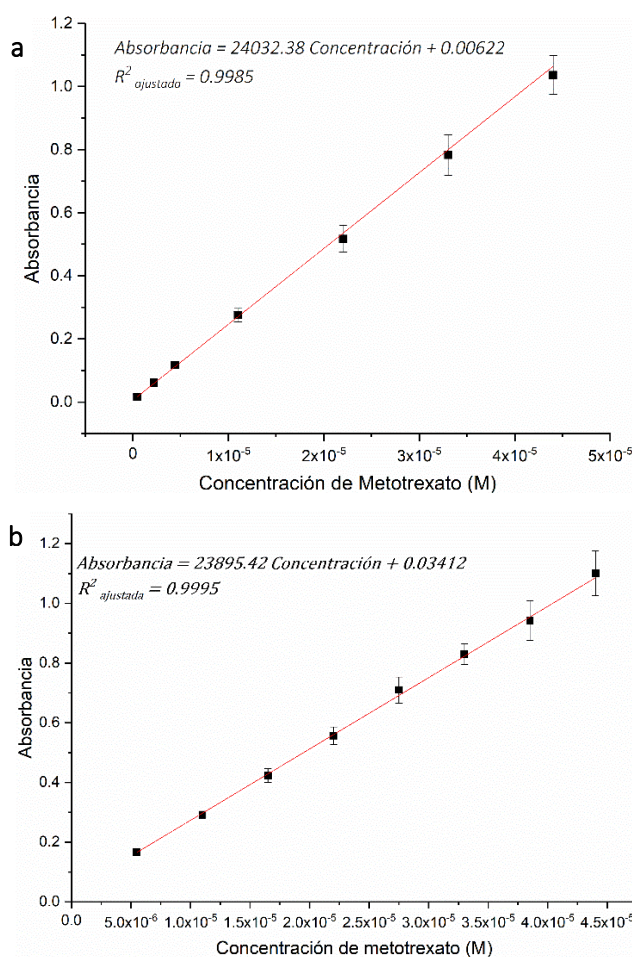 a
Absorbancia = 24032.38 Concentración + 0.00622
R² ajustada = 0.9985
1.2
1.0
0.8
0.6
0.4
0.2
0.0
Absorbancia
0
1x10⁻⁵
2x10⁻⁵
3x10⁻⁵
4x10⁻⁵
5x10⁻⁵
Concentración de Metotrexato (M)
b
Absorbancia = 23895.42 Concentración + 0.03412
R² ajustada = 0.9995
1.2
1.0
0.8
0.6
0.4
0.2
0.0
Absorbancia
0.0
5.0x10⁻⁶
1.0x10⁻⁵
1.5x10⁻⁵
2.0x10⁻⁵
2.5x10⁻⁵
3.0x10⁻⁵
3.5x10⁻⁵
4.0x10⁻⁵
4.5x10⁻⁵
Concentración de metotrexato (M)